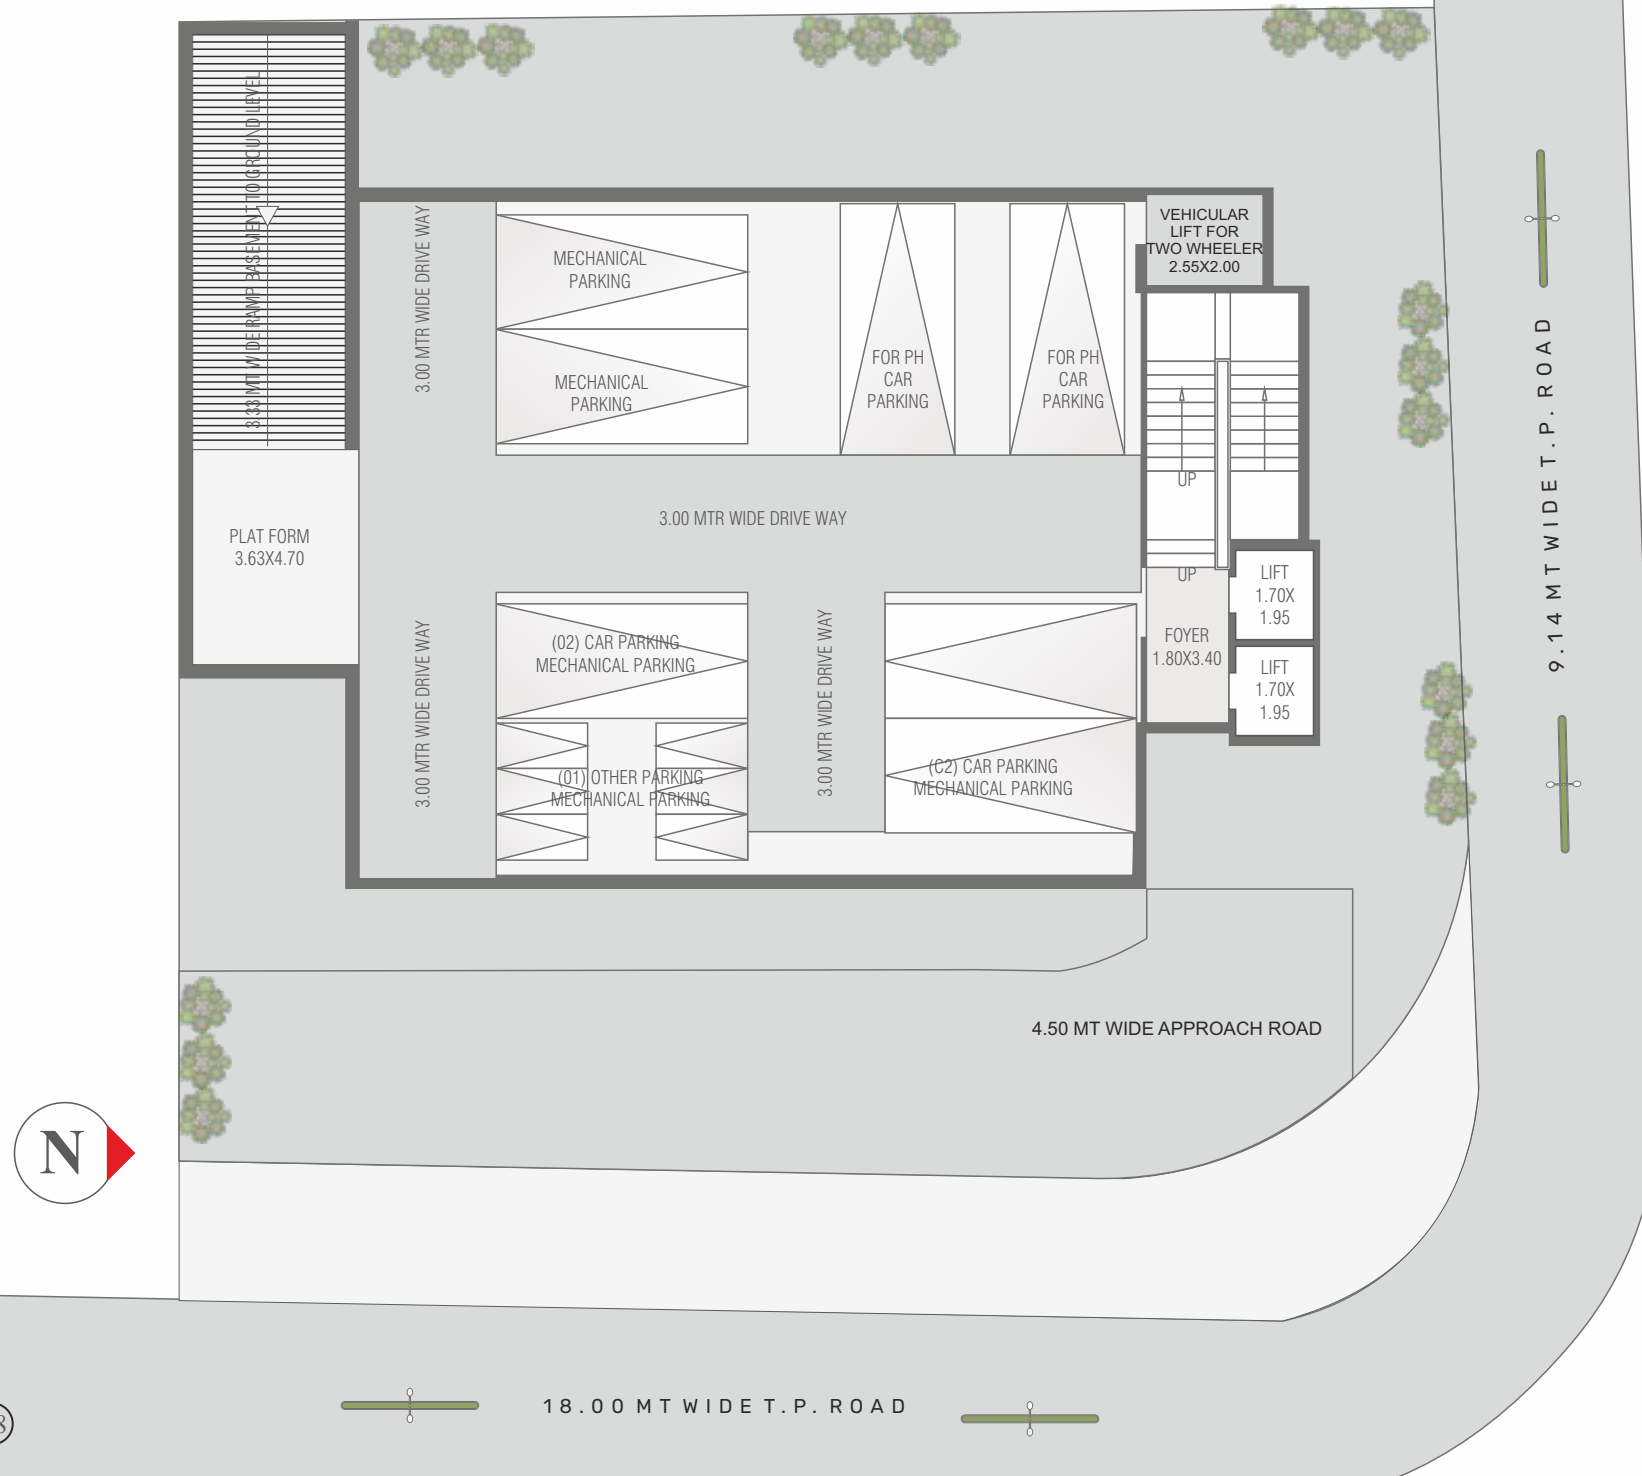 3.33 MT WIDE RAMP BASEMENT TO GROUND LEVEL
3.00 MTR WIDE DRIVE WAY
MECHANICAL
PARKING
MECHANICAL
PARKING
FOR PH
CAR
PARKING
FOR PH
CAR
PARKING
VEHICULAR
LIFT FOR
TWO WHEELER
2.55X2.00
UP
PLAT FORM
3.63X4.70
3.00 MTR WIDE DRIVE WAY
UP
LIFT
1.70X
1.95
FOYER
1.80X3.40
LIFT
1.70X
1.95
3.00 MTR WIDE DRIVE WAY
(02) CAR PARKING
MECHANICAL PARKING
(01) OTHER PARKING
MECHANICAL PARKING
3.00 MTR WIDE DRIVE WAY
(C2) CAR PARKING
MECHANICAL PARKING
9.14 MT WIDE T.P. ROAD
4.50 MT WIDE APPROACH ROAD
N
18.00 MT WIDE T.P. ROAD